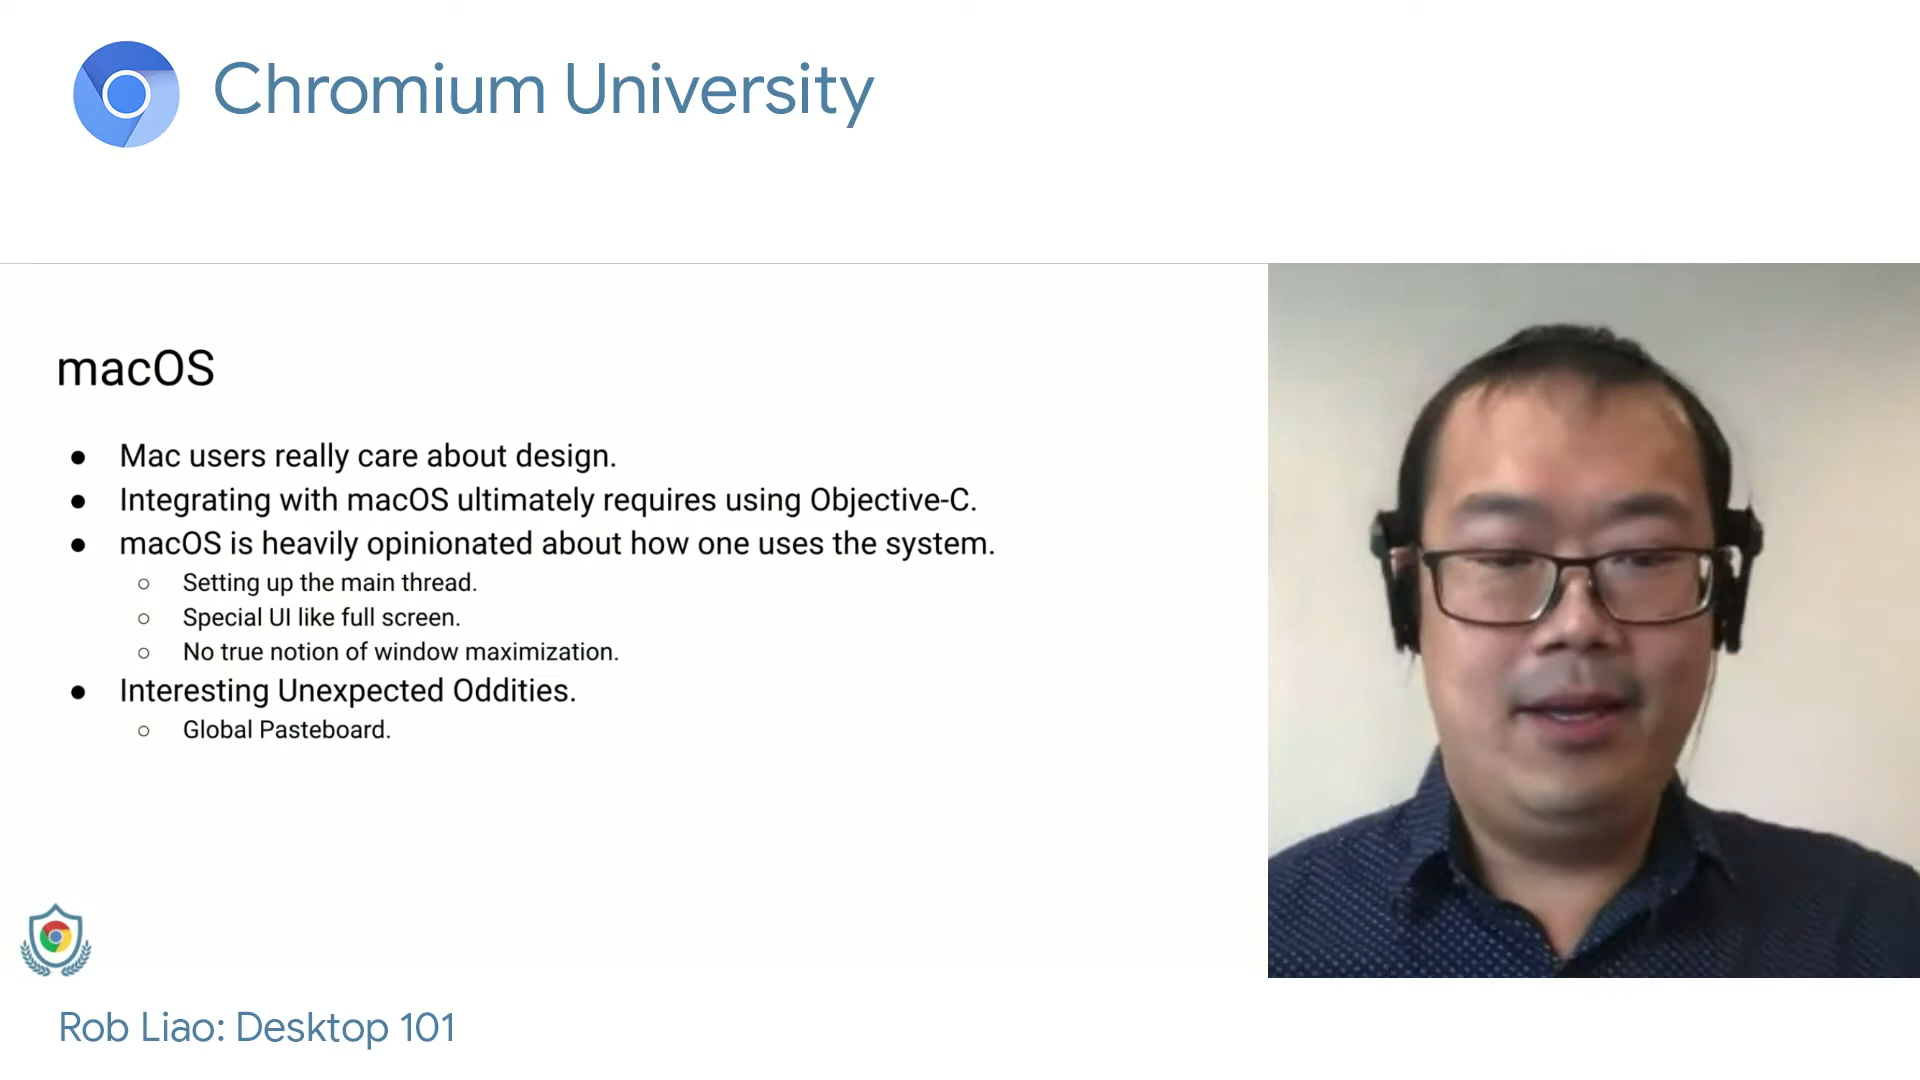 Chromium University
macOS
● Mac users really care about design.
● Integrating with macOS ultimately requires using Objective-C.
● macOS is heavily opinionated about how one uses the system.
○ Setting up the main thread.
○ Special UI like full screen.
○ No true notion of window maximization.
● Interesting Unexpected Oddities.
○ Global Pasteboard.
Rob Liao: Desktop 101